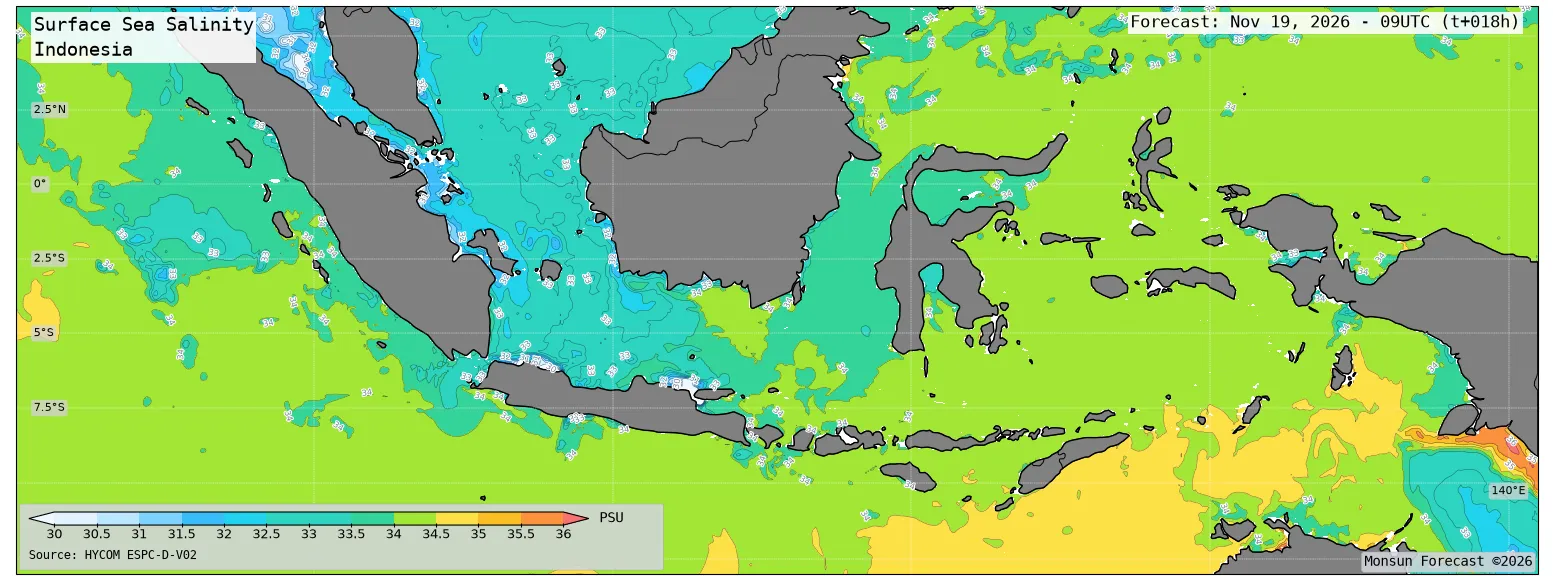 Surface Sea Salinity
Indonesia
Forecast: Nov 19, 2026 - 09UTC (t+018h)
2.5°N
0°
2.5°S
5°S
7.5°S
140°E
PSU
30 30.5 31 31.5 32 32.5 33 33.5 34 34.5 35 35.5 36
Source: HYCOM ESPC-D-V02
Monsun Forecast ©2026